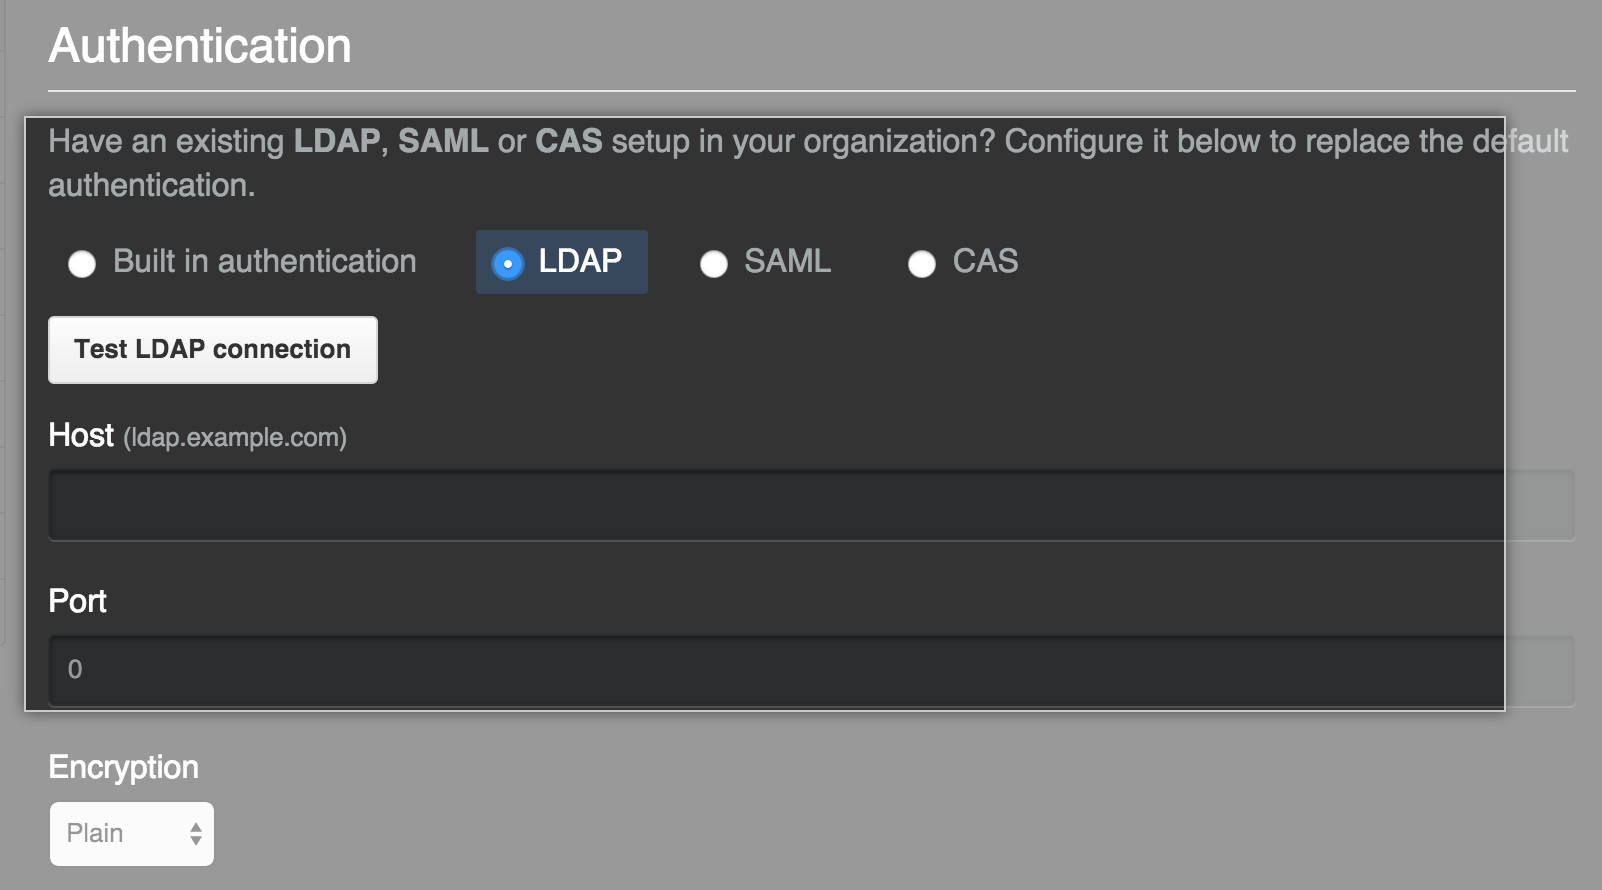 Authentication
Have an existing LDAP, SAML or CAS setup in your organization? Configure it below to replace the default
authentication.
Built in authentication LDAP SAML CAS
Test LDAP connection
Host (ldap.example.com)
Port
0
Encryption
Plain